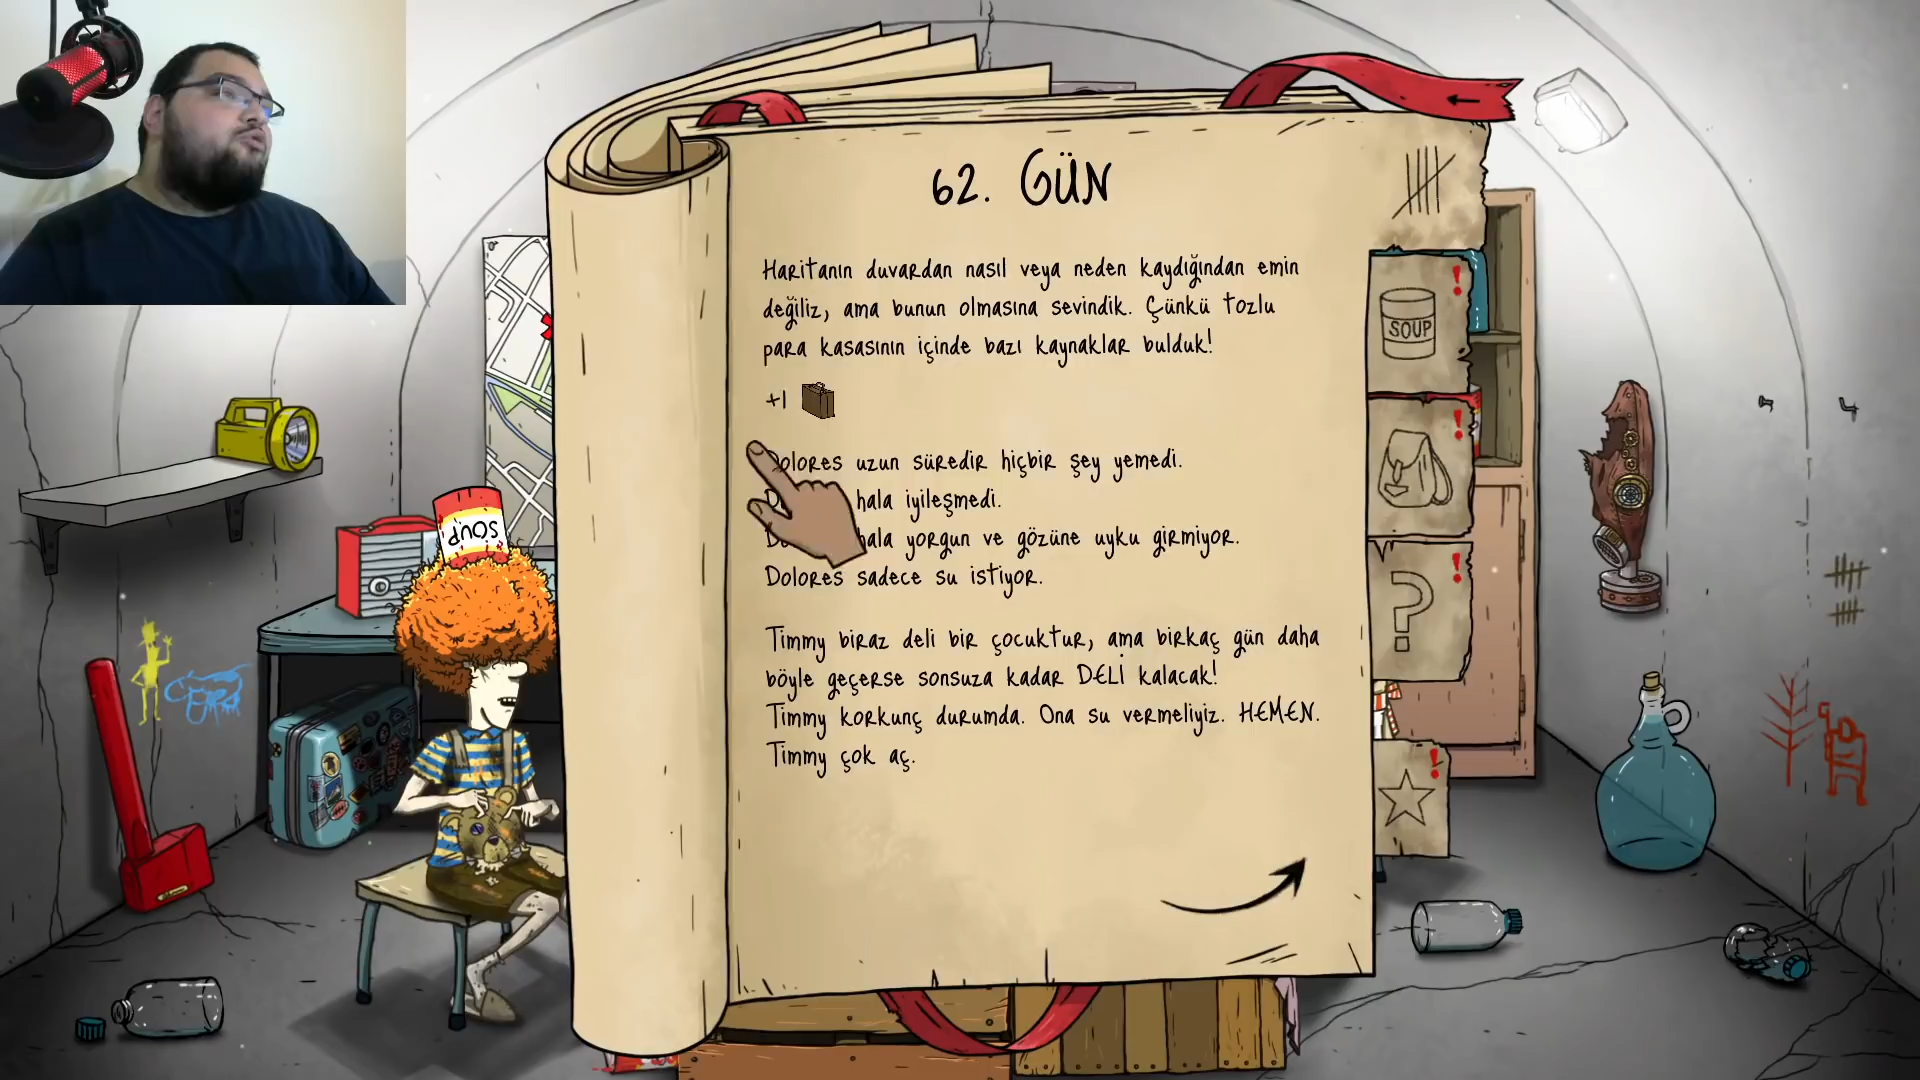 62. GÜN
Haritanın duvardan nasıl veya neden kaydığından emin
değiliz, ama bunun olmasına sevindik. Çünkü tozlu
para kasasının içinde bazı kaynaklar bulduk!
+1
Dolores uzun süredir hiçbir şey yemedi.
hala iyileşmedi.
hala yorgun ve gözüne uyku girmiyor.
Dolores sadece su istiyor.
Timmy biraz deli bir çocuktur, ama birkaç gün daha
böyle geçerse sonsuza kadar DELİ kalacak!
Timmy korkunç durumda. Ona su vermeliyiz. HEMEN.
Timmy çok aç.
!
SOUP
!
!
?
!
SOUP